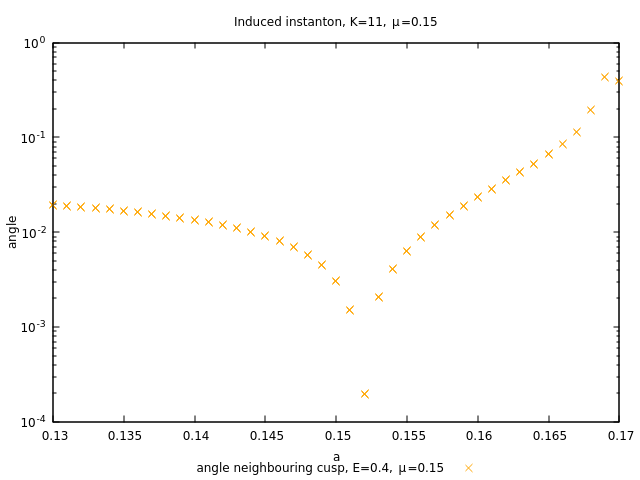 Induced instanton, K=11, μ=0.15
10^0
10^-1
10^-2
10^-3
10^-4
angle
0.13 0.135 0.14 0.145 0.15 0.155 0.16 0.165 0.17
a
angle neighbouring cusp, E=0.4, μ=0.15